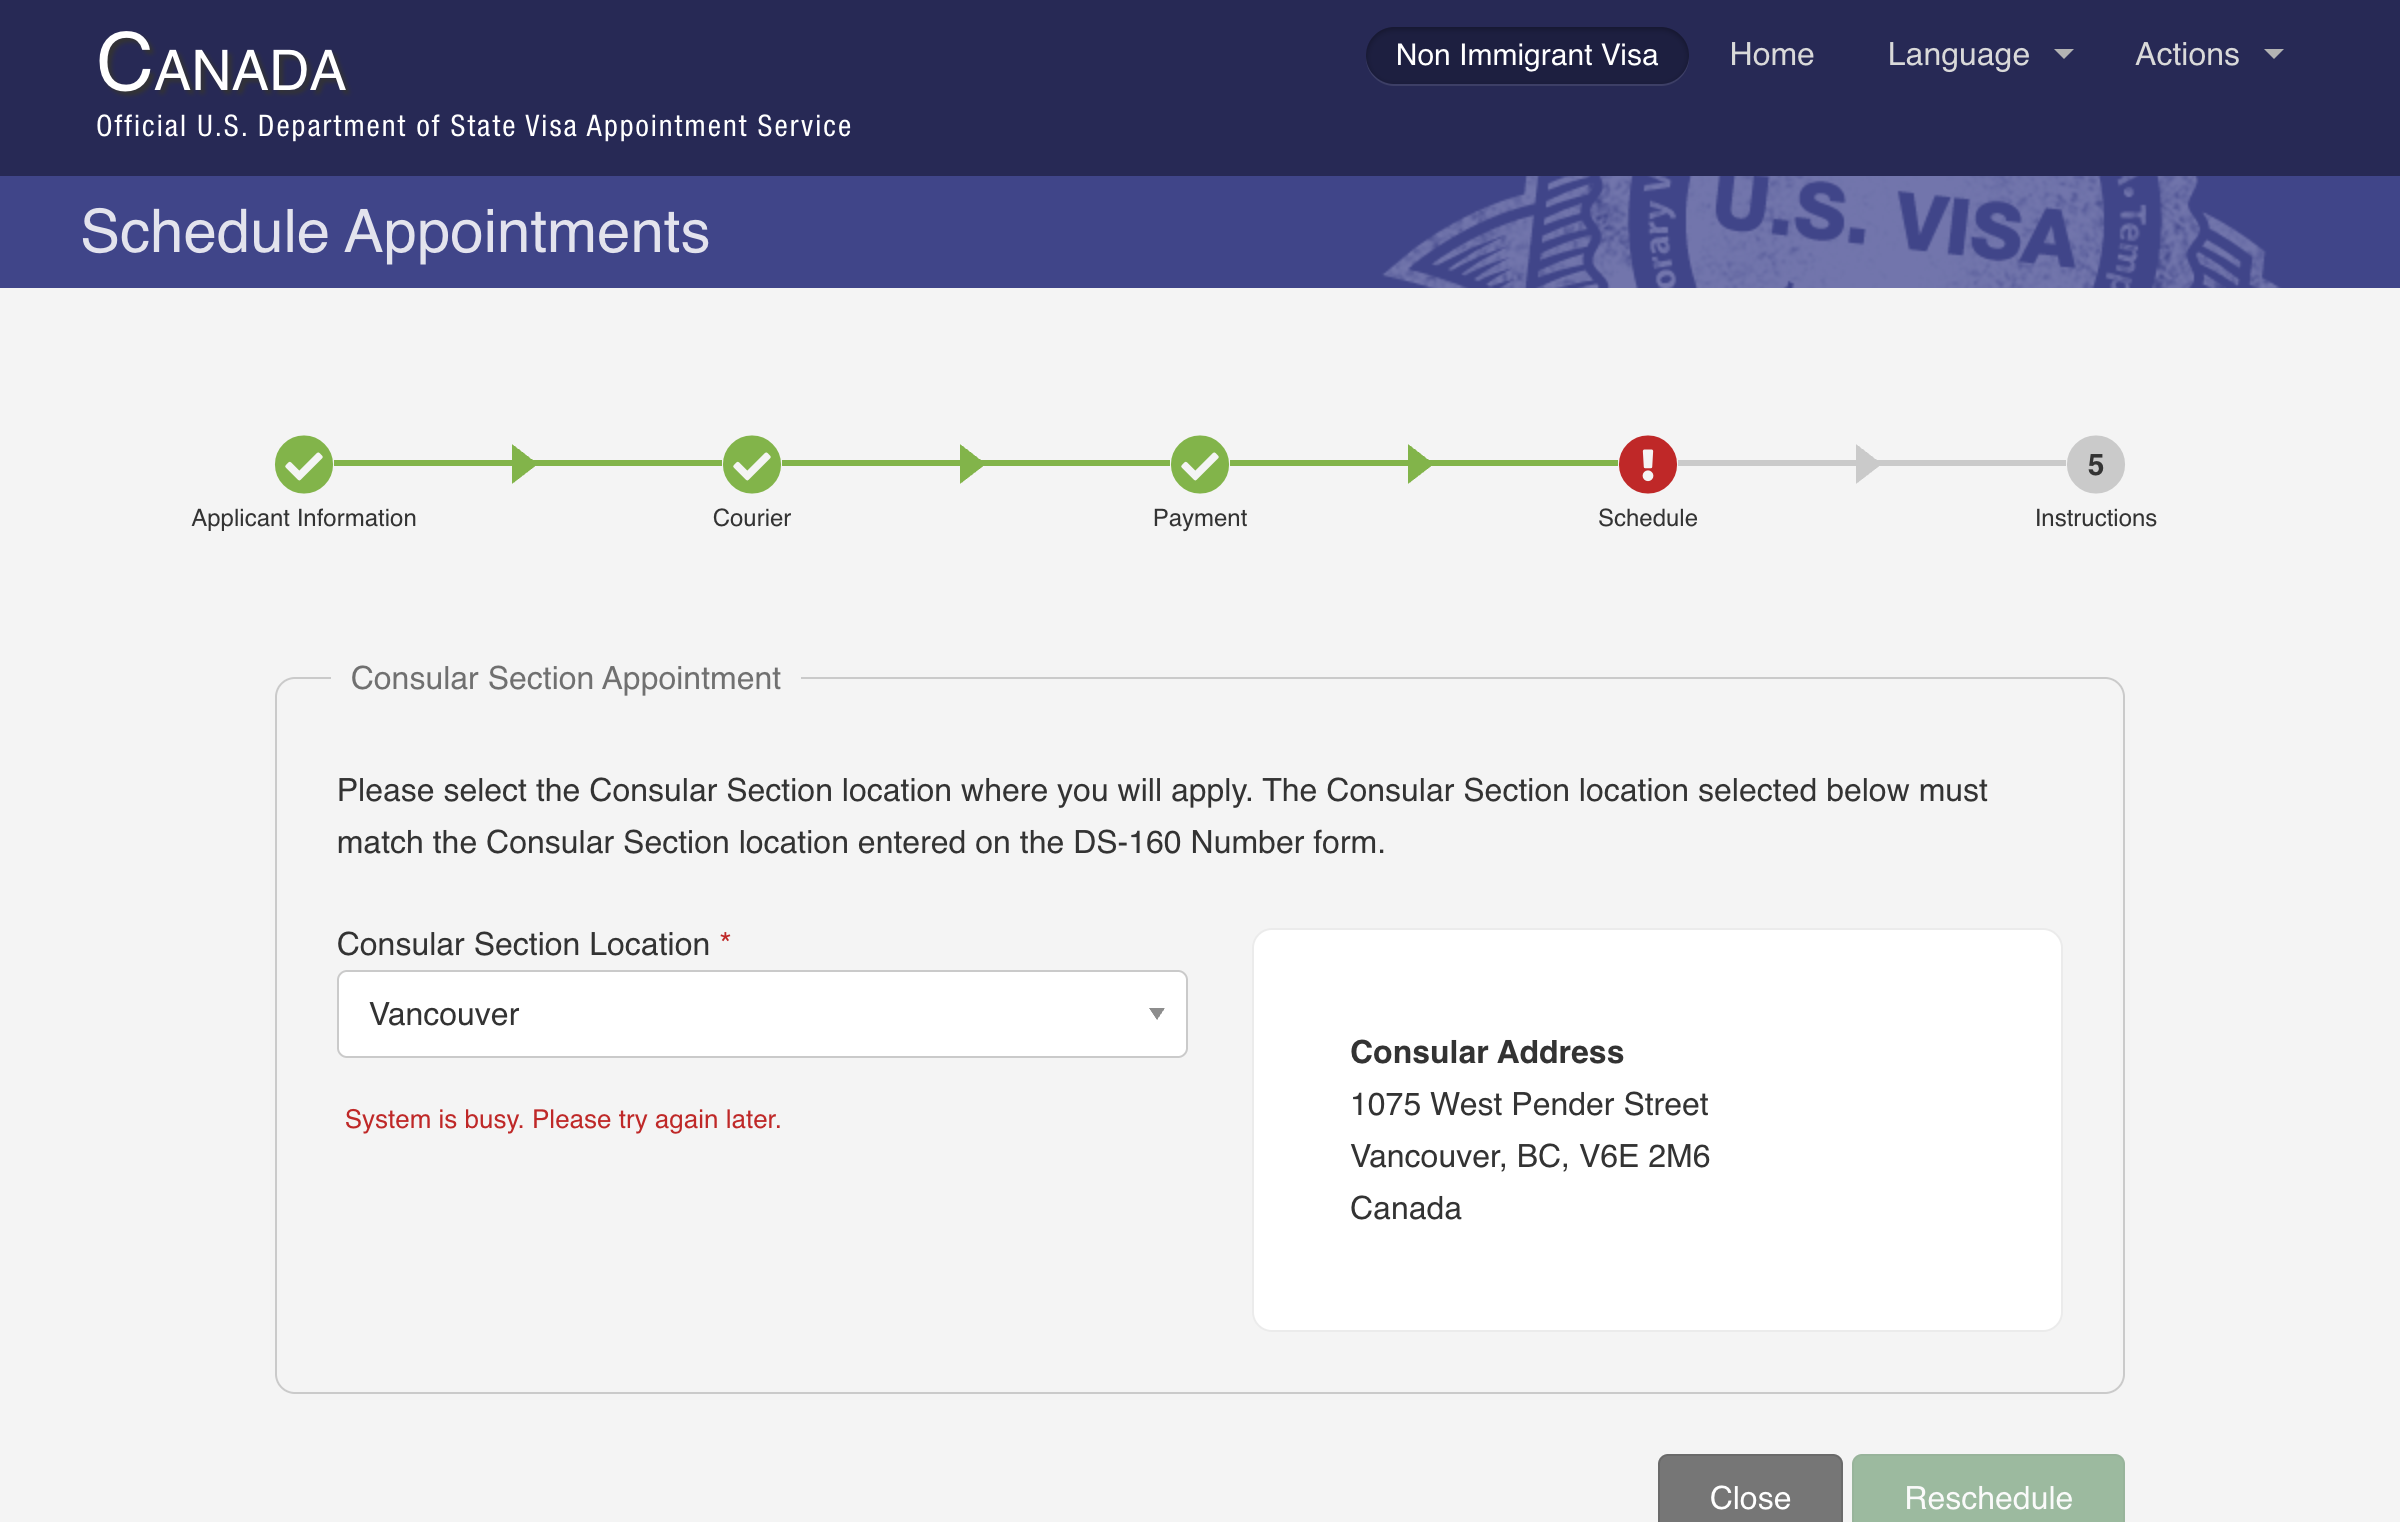 CANADA
Official U.S. Department of State Visa Appointment Service
Non Immigrant Visa
Home
Language
Actions
Schedule Appointments
U.S. VISA
Applicant Information
Courier
Payment
Schedule
5
Instructions
Consular Section Appointment
Please select the Consular Section location where you will apply. The Consular Section location selected below must
match the Consular Section location entered on the DS-160 Number form.
Consular Section Location *
Vancouver
System is busy. Please try again later.
Consular Address
1075 West Pender Street
Vancouver, BC, V6E 2M6
Canada
Close
Reschedule